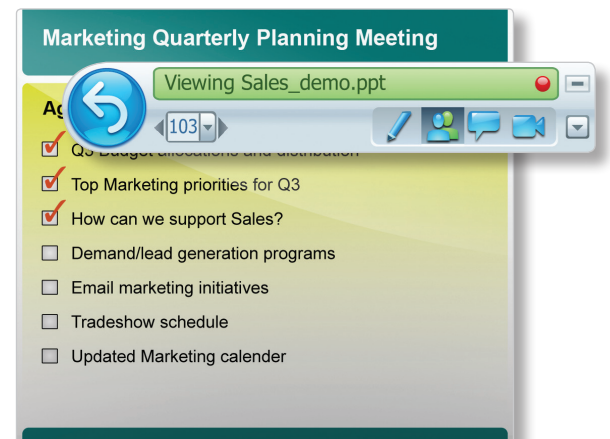 Marketing Quarterly Planning Meeting
Viewing Sales_demo.ppt
Ag
103
Q3 Budget allocations and distribution
Top Marketing priorities for Q3
How can we support Sales?
Demand/lead generation programs
Email marketing initiatives
Tradeshow schedule
Updated Marketing calender